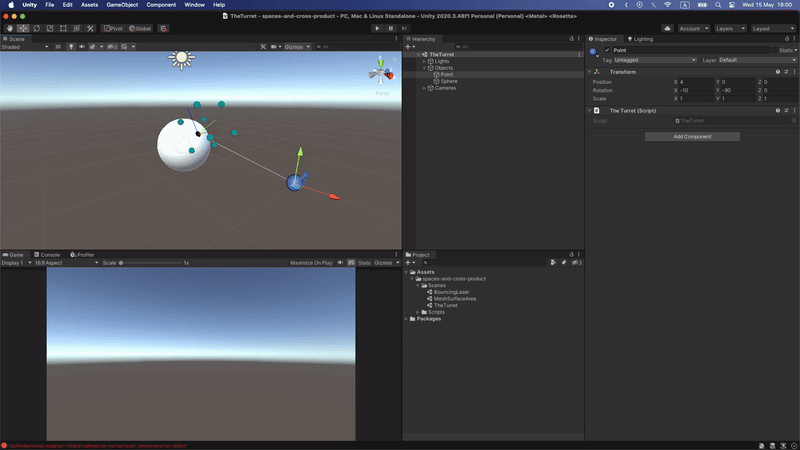 Unity File Edit Assets GameObject Component Window Help Wed 15 May 18:00
TheTurret - spaces-and-cross-product - PC, Mac & Linux Standalone - Unity 2020.3.48f1 Personal (Personal) <Metal> <Rosetta>
Pivot Global Account Layers Layout
Scene
Shaded 2D Gizmos All
Persp
Hierarchy
All
TheTurret
Lights
Objects
Point
Sphere
Cameras
Inspector Lighting
Point Static
Tag Untagged Layer Default
Transform
Position X 4 Y 0 Z 0
Rotation X -10 Y -90 Z 0
Scale X 1 Y 1 Z 1
The Turret (Script)
Script TheTurret
Add Component
Game Console Profiler
Display 1 16:9 Aspect Scale 1x Maximize On Play Stats Gizmos
Project
Assets
spaces-and-cross-product
Scenes
BouncingLaser
MeshSurfaceArea
TheTurret
Scripts
Packages